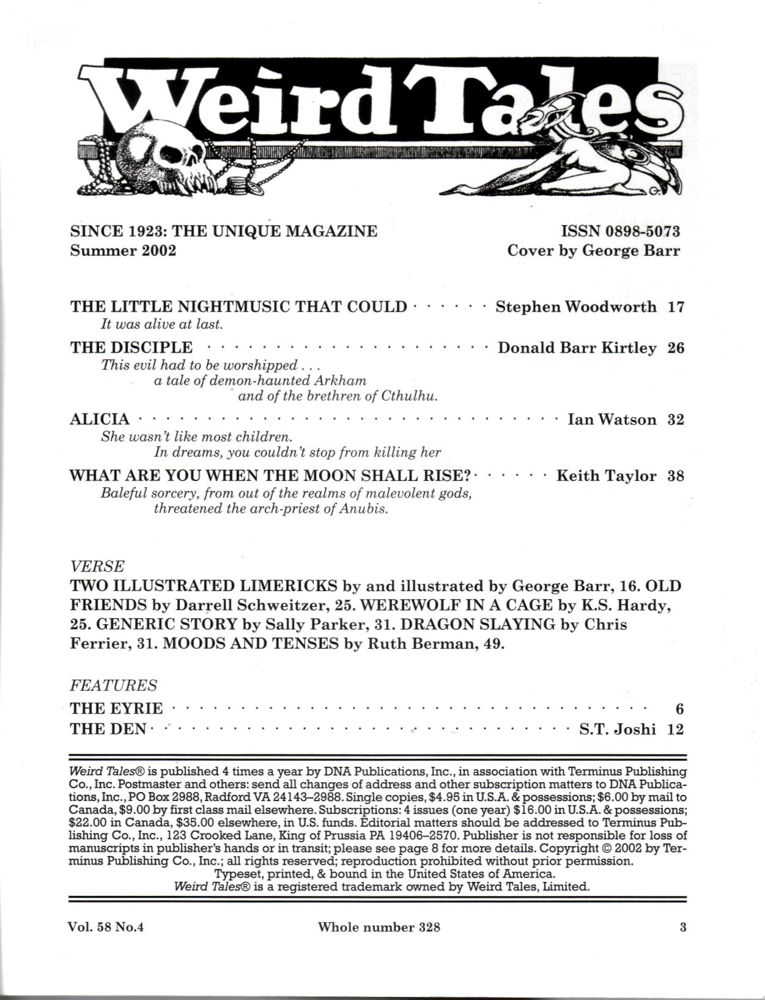 Weird Tales
SINCE 1923: THE UNIQUE MAGAZINE ISSN 0898-5073
Summer 2002 Cover by George Barr
THE LITTLE NIGHTMUSIC THAT COULD · · · · · · Stephen Woodworth 17
It was alive at last.
THE DISCIPLE · · · · · · · · · · · · · · · · · · · · · Donald Barr Kirtley 26
This evil had to be worshipped . . .
a tale of demon-haunted Arkham
and of the brethren of Cthulhu.
ALICIA · · · · · · · · · · · · · · · · · · · · · · · · · · · · · · · Ian Watson 32
She wasn't like most children.
In dreams, you couldn't stop from killing her
WHAT ARE YOU WHEN THE MOON SHALL RISE? · · · · · · Keith Taylor 38
Baleful sorcery, from out of the realms of malevolent gods,
threatened the arch-priest of Anubis.
VERSE
TWO ILLUSTRATED LIMERICKS by and illustrated by George Barr, 16. OLD
FRIENDS by Darrell Schweitzer, 25. WEREWOLF IN A CAGE by K.S. Hardy,
25. GENERIC STORY by Sally Parker, 31. DRAGON SLAYING by Chris
Ferrier, 31. MOODS AND TENSES by Ruth Berman, 49.
FEATURES
THE EYRIE · · · · · · · · · · · · · · · · · · · · · · · · · · · · · · · · · · · 6
THE DEN · · · · · · · · · · · · · · · · · · · · · · · · · · · · · · · S.T. Joshi 12
Weird Tales® is published 4 times a year by DNA Publications, Inc., in association with Terminus Publishing
Co., Inc. Postmaster and others: send all changes of address and other subscription matters to DNA Publica-
tions, Inc., PO Box 2988, Radford VA 24143–2988. Single copies, $4.95 in U.S.A. & possessions; $6.00 by mail to
Canada, $9.00 by first class mail elsewhere. Subscriptions: 4 issues (one year) $16.00 in U.S.A. & possessions;
$22.00 in Canada, $35.00 elsewhere, in U.S. funds. Editorial matters should be addressed to Terminus Pub-
lishing Co., Inc., 123 Crooked Lane, King of Prussia PA 19406–2570. Publisher is not responsible for loss of
manuscripts in publisher's hands or in transit; please see page 8 for more details. Copyright © 2002 by Ter-
minus Publishing Co., Inc.; all rights reserved; reproduction prohibited without prior permission.
Typeset, printed, & bound in the United States of America.
Weird Tales® is a registered trademark owned by Weird Tales, Limited.
Vol. 58 No.4 Whole number 328 3